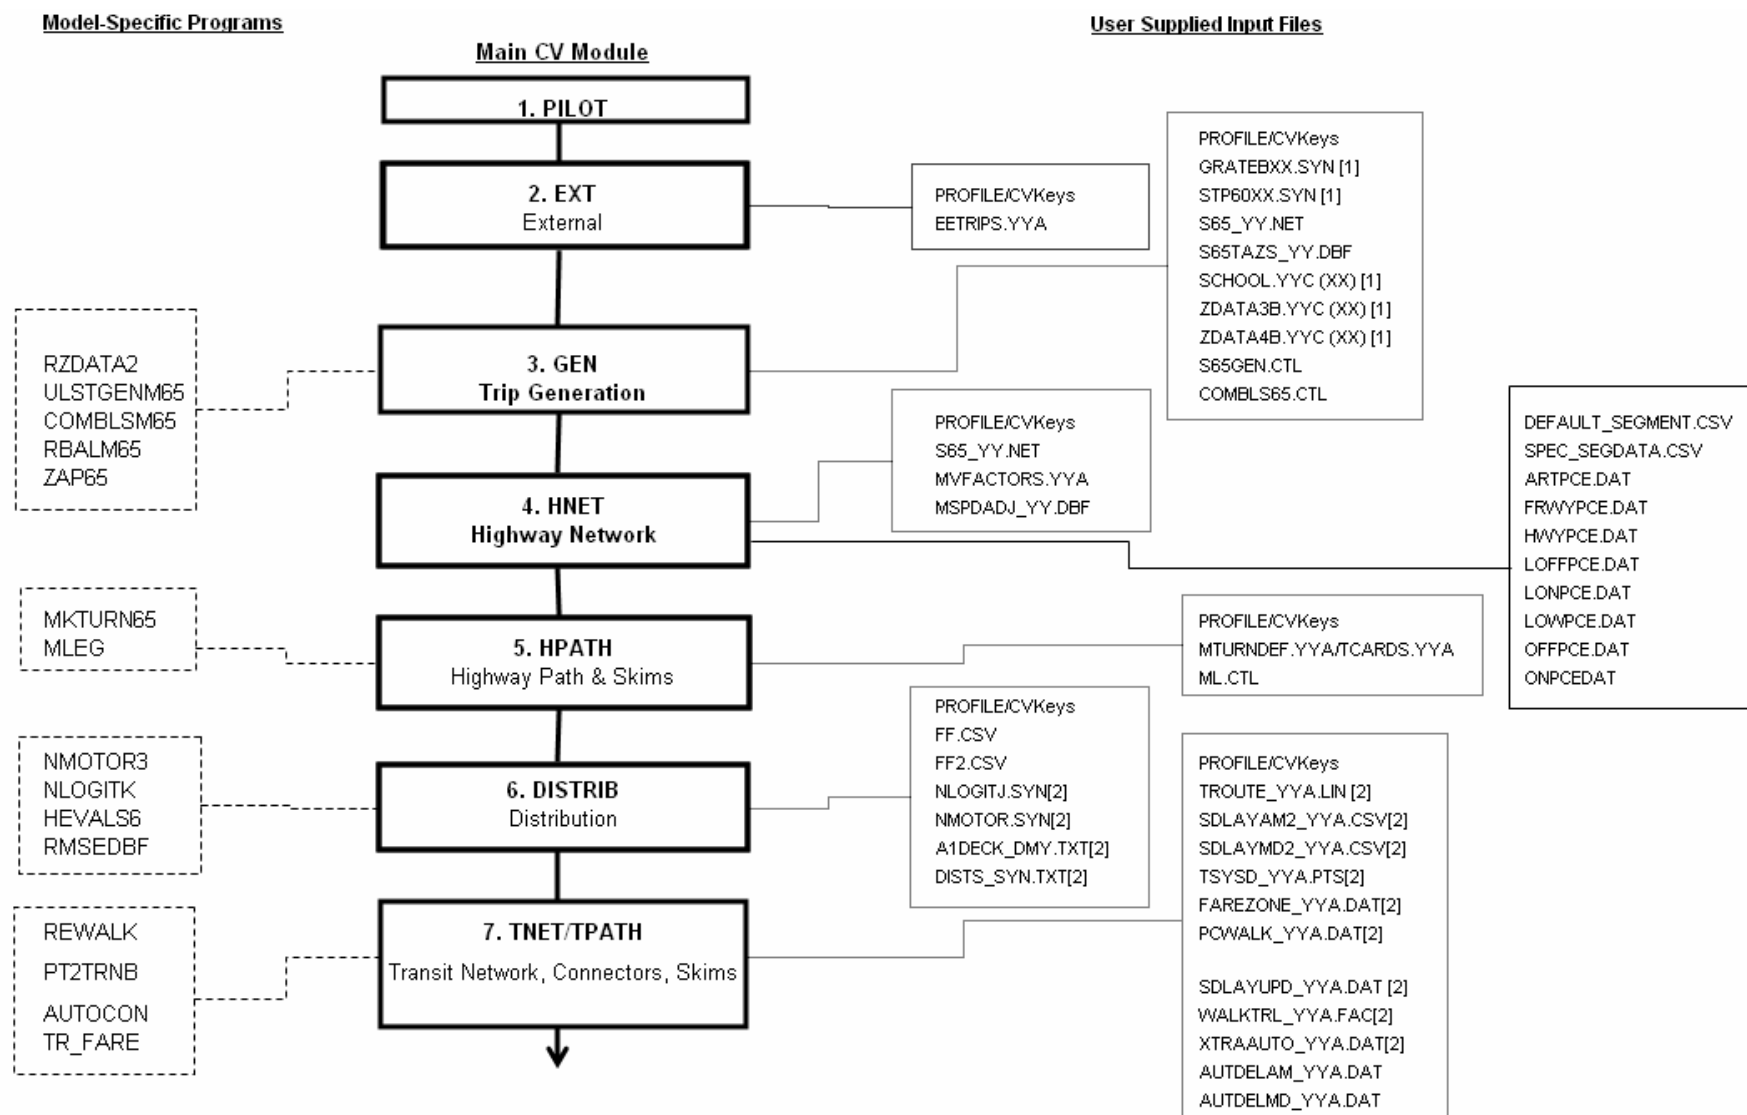 Model-Specific Programs
User Supplied Input Files
Main CV Module
1. PILOT
2. EXT
External
PROFILE/CVKeys
EETRIPS.YYA
PROFILE/CVKeys
GRATEBXX.SYN [1]
STP60XX.SYN [1]
S65_YY.NET
S65TAZS_YY.DBF
SCHOOL.YYC (XX) [1]
ZDATA3B.YYC (XX) [1]
ZDATA4B.YYC (XX) [1]
S65GEN.CTL
COMBLS65.CTL
RZDATA2
ULSTGENM65
COMBLSM65
RBALM65
ZAP65
3. GEN
Trip Generation
PROFILE/CVKeys
S65_YY.NET
MVFACTORS.YYA
MSPDADJ_YY.DBF
4. HNET
Highway Network
DEFAULT_SEGMENT.CSV
SPEC_SEGDATA.CSV
ARTPCE.DAT
FRWYPCE.DAT
HWYPCE.DAT
LOFFPCE.DAT
LONPCE.DAT
LOWPCE.DAT
OFFPCE.DAT
ONPCEDAT
MKTURN65
MLEG
5. HPATH
Highway Path & Skims
PROFILE/CVKeys
MTURNDEF.YYA/TCARDS.YYA
ML.CTL
NMOTOR3
NLOGITK
HEVALS6
RMSEDBF
6. DISTRIB
Distribution
PROFILE/CVKeys
FF.CSV
FF2.CSV
NLOGITJ.SYN[2]
NMOTOR.SYN[2]
A1DECK_DMY.TXT[2]
DISTS_SYN.TXT[2]
REWALK
PT2TRNB
AUTOCON
TR_FARE
7. TNET/TPATH
Transit Network, Connectors, Skims
PROFILE/CVKeys
TROUTE_YYA.LIN [2]
SDLAYAM2_YYA.CSV[2]
SDLAYMD2_YYA.CSV[2]
TSYSD_YYA.PTS[2]
FAREZONE_YYA.DAT[2]
PCWALK_YYA.DAT[2]
SDLAYUPD_YYA.DAT [2]
WALKTRL_YYA.FAC[2]
XTRAAUTO_YYA.DAT[2]
AUTDELAM_YYA.DAT
AUTDELMD_YYA.DAT